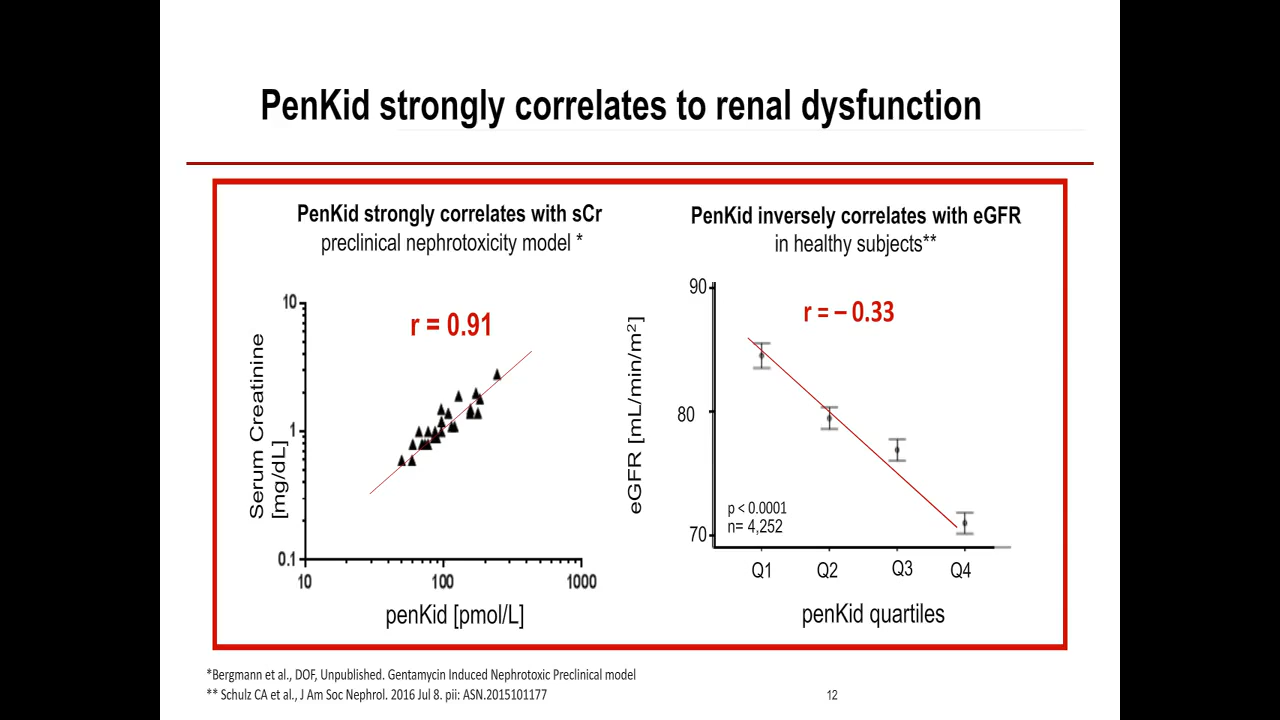 PenKid strongly correlates to renal dysfunction
PenKid strongly correlates with sCr
preclinical nephrotoxicity model *
r = 0.91
Serum Creatinine
[mg/dL]
10
1
0.1
10
100
1000
penKid [pmol/L]
PenKid inversely correlates with eGFR
in healthy subjects**
r = – 0.33
eGFR [mL/min/m²]
90
80
70
p < 0.0001
n= 4,252
Q1
Q2
Q3
Q4
penKid quartiles
*Bergmann et al., DOF, Unpublished. Gentamycin Induced Nephrotoxic Preclinical model
** Schulz CA et al., J Am Soc Nephrol. 2016 Jul 8. pii: ASN.2015101177
12